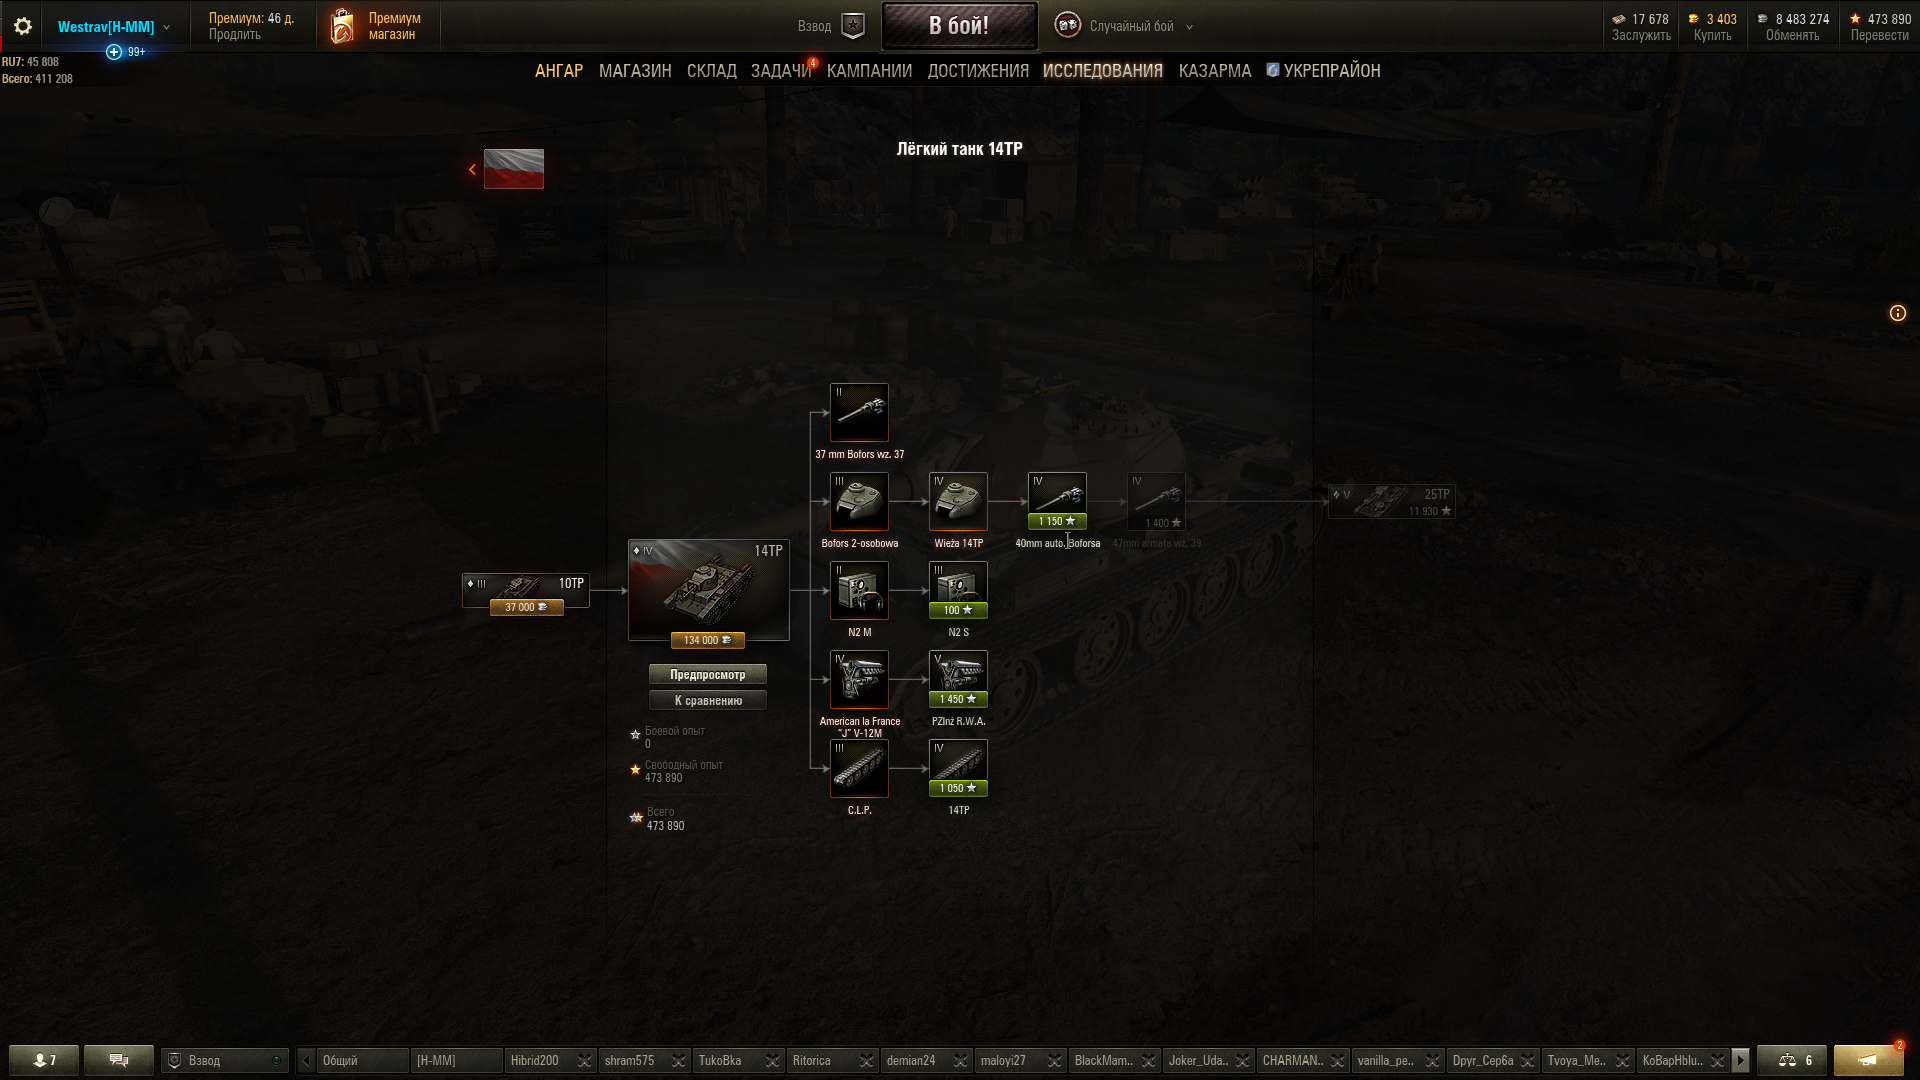 Westrav[H-MM]
99+
Премиум: 46 д.
Продлить
Премиум
магазин
Взвод
В бой!
Случайный бой
17 678
Заслужить
3 403
Купить
8 483 274
Обменять
473 890
Перевести
RU7: 45 808
Всего: 411 208
АНГАР
МАГАЗИН
СКЛАД
ЗАДАЧИ
4
КАМПАНИИ
ДОСТИЖЕНИЯ
ИССЛЕДОВАНИЯ
КАЗАРМА
УКРЕПРАЙОН
Лёгкий танк 14TP
II
37 mm Bofors wz. 37
III
Bofors 2-osobowa
IV
Wieża 14TP
IV
1 150
40mm auto. Boforsa
IV
1 400
47mm armata wz. 39
V
25TP
11 930
III
10TP
37 000
IV
14TP
134 000
II
N2 M
III
100
N2 S
Предпросмотр
К сравнению
IV
American la France
"J" V-12M
V
1 450
PZInż R.W.A.
Боевой опыт
0
Свободный опыт
473 890
Всего
473 890
III
C.L.P.
IV
1 050
14TP
7
Взвод
Общий
[H-MM]
Hibrid200
shram575
TukoBka
Ritorica
demian24
maloyi27
BlackMam..
Joker_Uda..
CHARMAN..
vanilla_pe..
Dpyr_Cep6a
Tvoya_Me..
KoBapHblu..
6
2